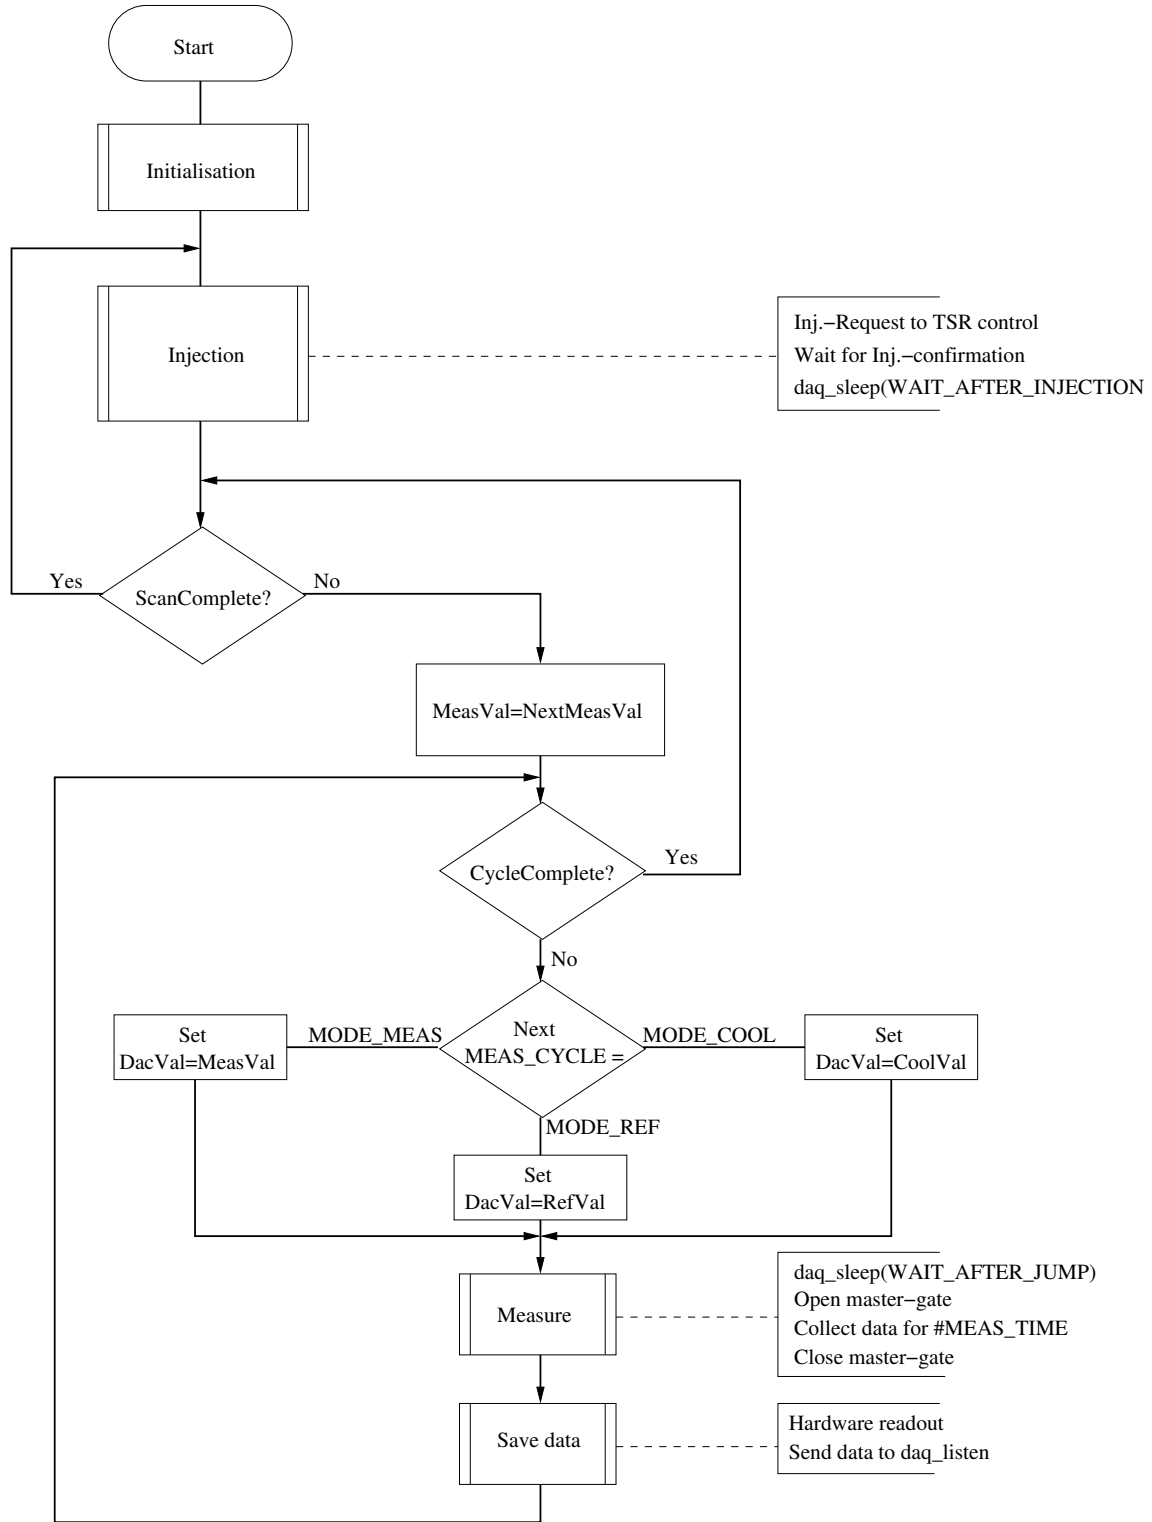 Start
Initialisation
Injection
Inj.−Request to TSR control
Wait for Inj.−confirmation
daq_sleep(WAIT_AFTER_INJECTION
Yes
No
ScanComplete?
MeasVal=NextMeasVal
CycleComplete?
Yes
No
Set
DacVal=MeasVal
MODE_MEAS
Next
MEAS_CYCLE =
MODE_COOL
Set
DacVal=CoolVal
MODE_REF
Set
DacVal=RefVal
Measure
daq_sleep(WAIT_AFTER_JUMP)
Open master−gate
Collect data for #MEAS_TIME
Close master−gate
Save data
Hardware readout
Send data to daq_listen